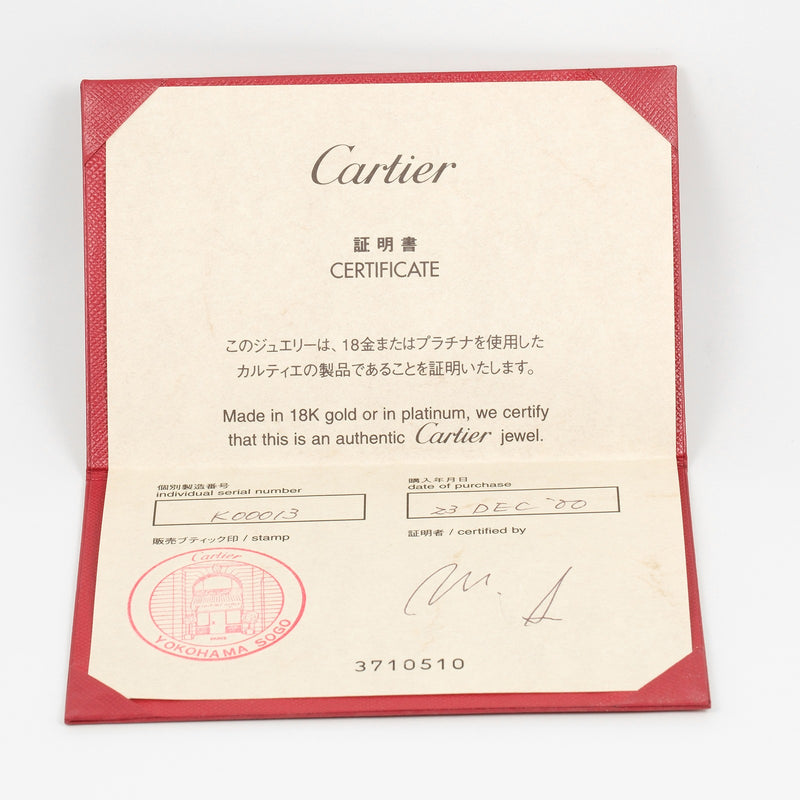 Cartier
証明書
CERTIFICATE
このジュエリーは、18金またはプラチナを使用した
カルティエの製品であることを証明いたします。
Made in 18K gold or in platinum, we certify
that this is an authentic Cartier jewel.
個別製造番号
individual serial number
K00013
購入年月日
date of purchase
23 DEC '00
販売ブティック印 / stamp
証明者 / certified by
Cartier
YOKOHAMA SOGO
3710510